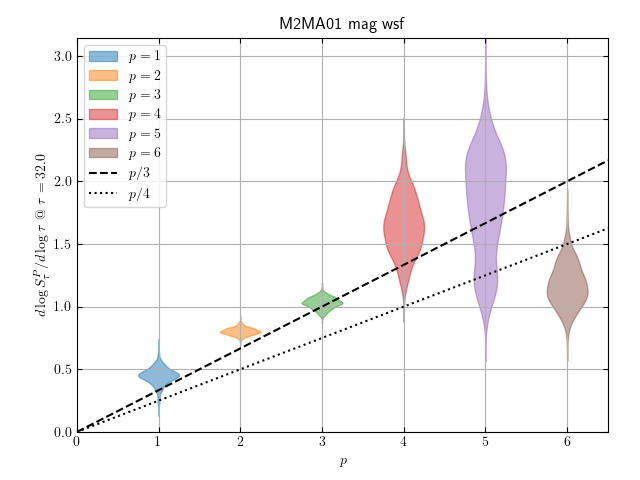 M2MA01 mag wsf
d log S_τ^P / d log τ @ τ = 32.0
3.0
2.5
2.0
1.5
1.0
0.5
0.0
p = 1
p = 2
p = 3
p = 4
p = 5
p = 6
p/3
p/4
0 1 2 3 4 5 6
p